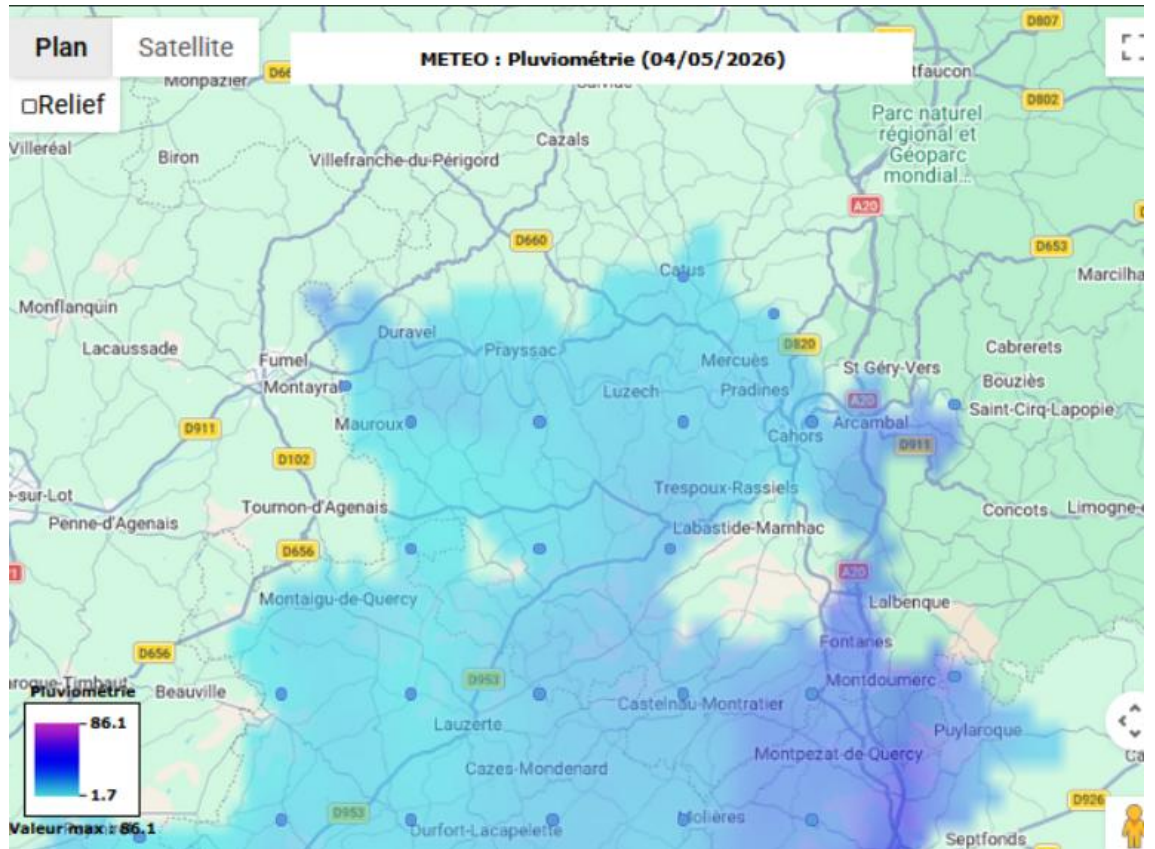 Plan
Satellite
METEO : Pluviométrie (04/05/2026)
D807
Relief
Monpazier
D66
tfaucon
D802
Parc naturel
régional et
Géoparc
mondial...
Cazals
Villeréal
Biron
Villefranche-du-Périgord
A20
D660
D653
Catus
Marcilha
Monflanquin
Duravel
Lacaussade
Prayssac
D820
Cabrerets
Fumel
Mercuès
St Géry-Vers
Montayral
Luzech
Pradines
A20
Bouziès
Saint-Cirq-Lapopie
Mauroux
Arcambal
D911
Cahors
D911
D102
e-sur-Lot
Trespoux-Rassiels
Tournon-d'Agenais
Concots
Limogne-e
Penne-d'Agenais
Labastide-Marnhac
D656
A20
Montaigu-de-Quercy
Lalbenque
Fontanes
D656
D953
Montdoumerc
Beauville
Pluviométrie
Castelnau-Montratier
86.1
Lauzerte
Puylaroque
Montpezat-de-Quercy
Cazes-Mondenard
1.7
D926
D953
Molières
Valeur max : 86.1
Durfort-Lacapelette
Septfonds